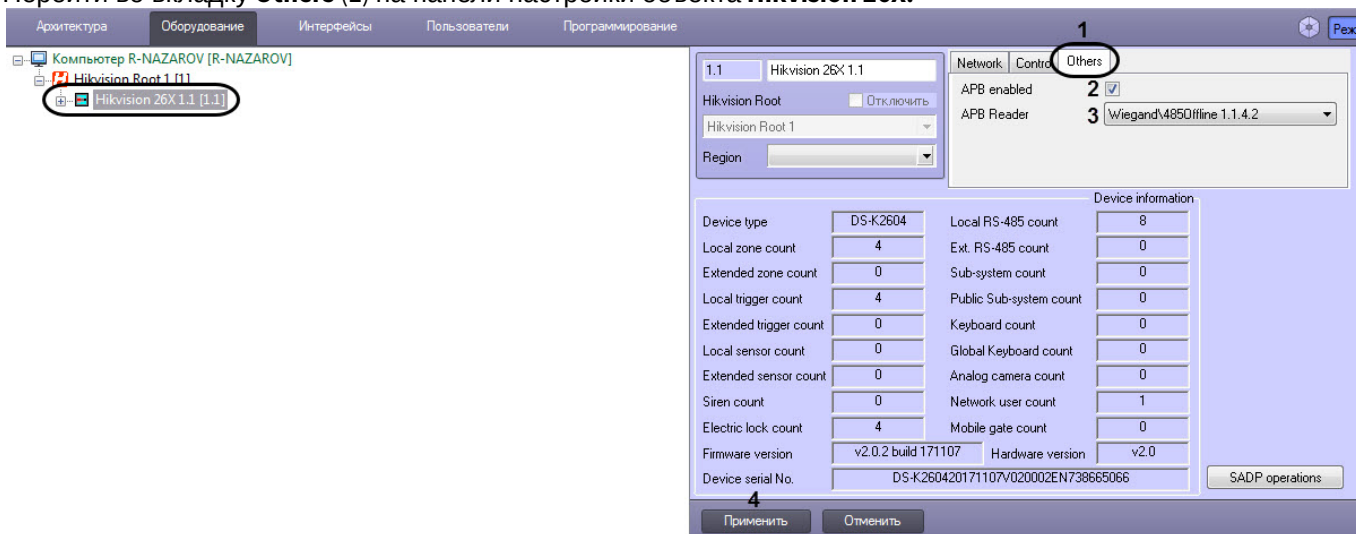 Перейти во вкладку Others (1) на панели настройки объекта Hikvision 26X.
Архитектура Оборудование Интерфейсы Пользователи Программирование
1
Компьютер R-NAZAROV [R-NAZAROV]
Hikvision Root 1 [1]
Hikvision 26X 1.1 [1.1]
1.1 Hikvision 26X 1.1
Hikvision Root Отключить
Hikvision Root 1
Region
Network Contro Others
APB enabled 2
APB Reader 3 Wiegand\485Offline 1.1.4.2
Device information
Device type DS-K2604 Local RS-485 count 8
Local zone count 4 Ext. RS-485 count 0
Extended zone count 0 Sub-system count 0
Local trigger count 4 Public Sub-system count 0
Extended trigger count 0 Keyboard count 0
Local sensor count 0 Global Keyboard count 0
Extended sensor count 0 Analog camera count 0
Siren count 0 Network user count 1
Electric lock count 4 Mobile gate count 0
Firmware version v2.0.2 build 171107 Hardware version v2.0
Device serial No. DS-K260420171107V020002EN738665066 SADP operations
4
Применить Отменить